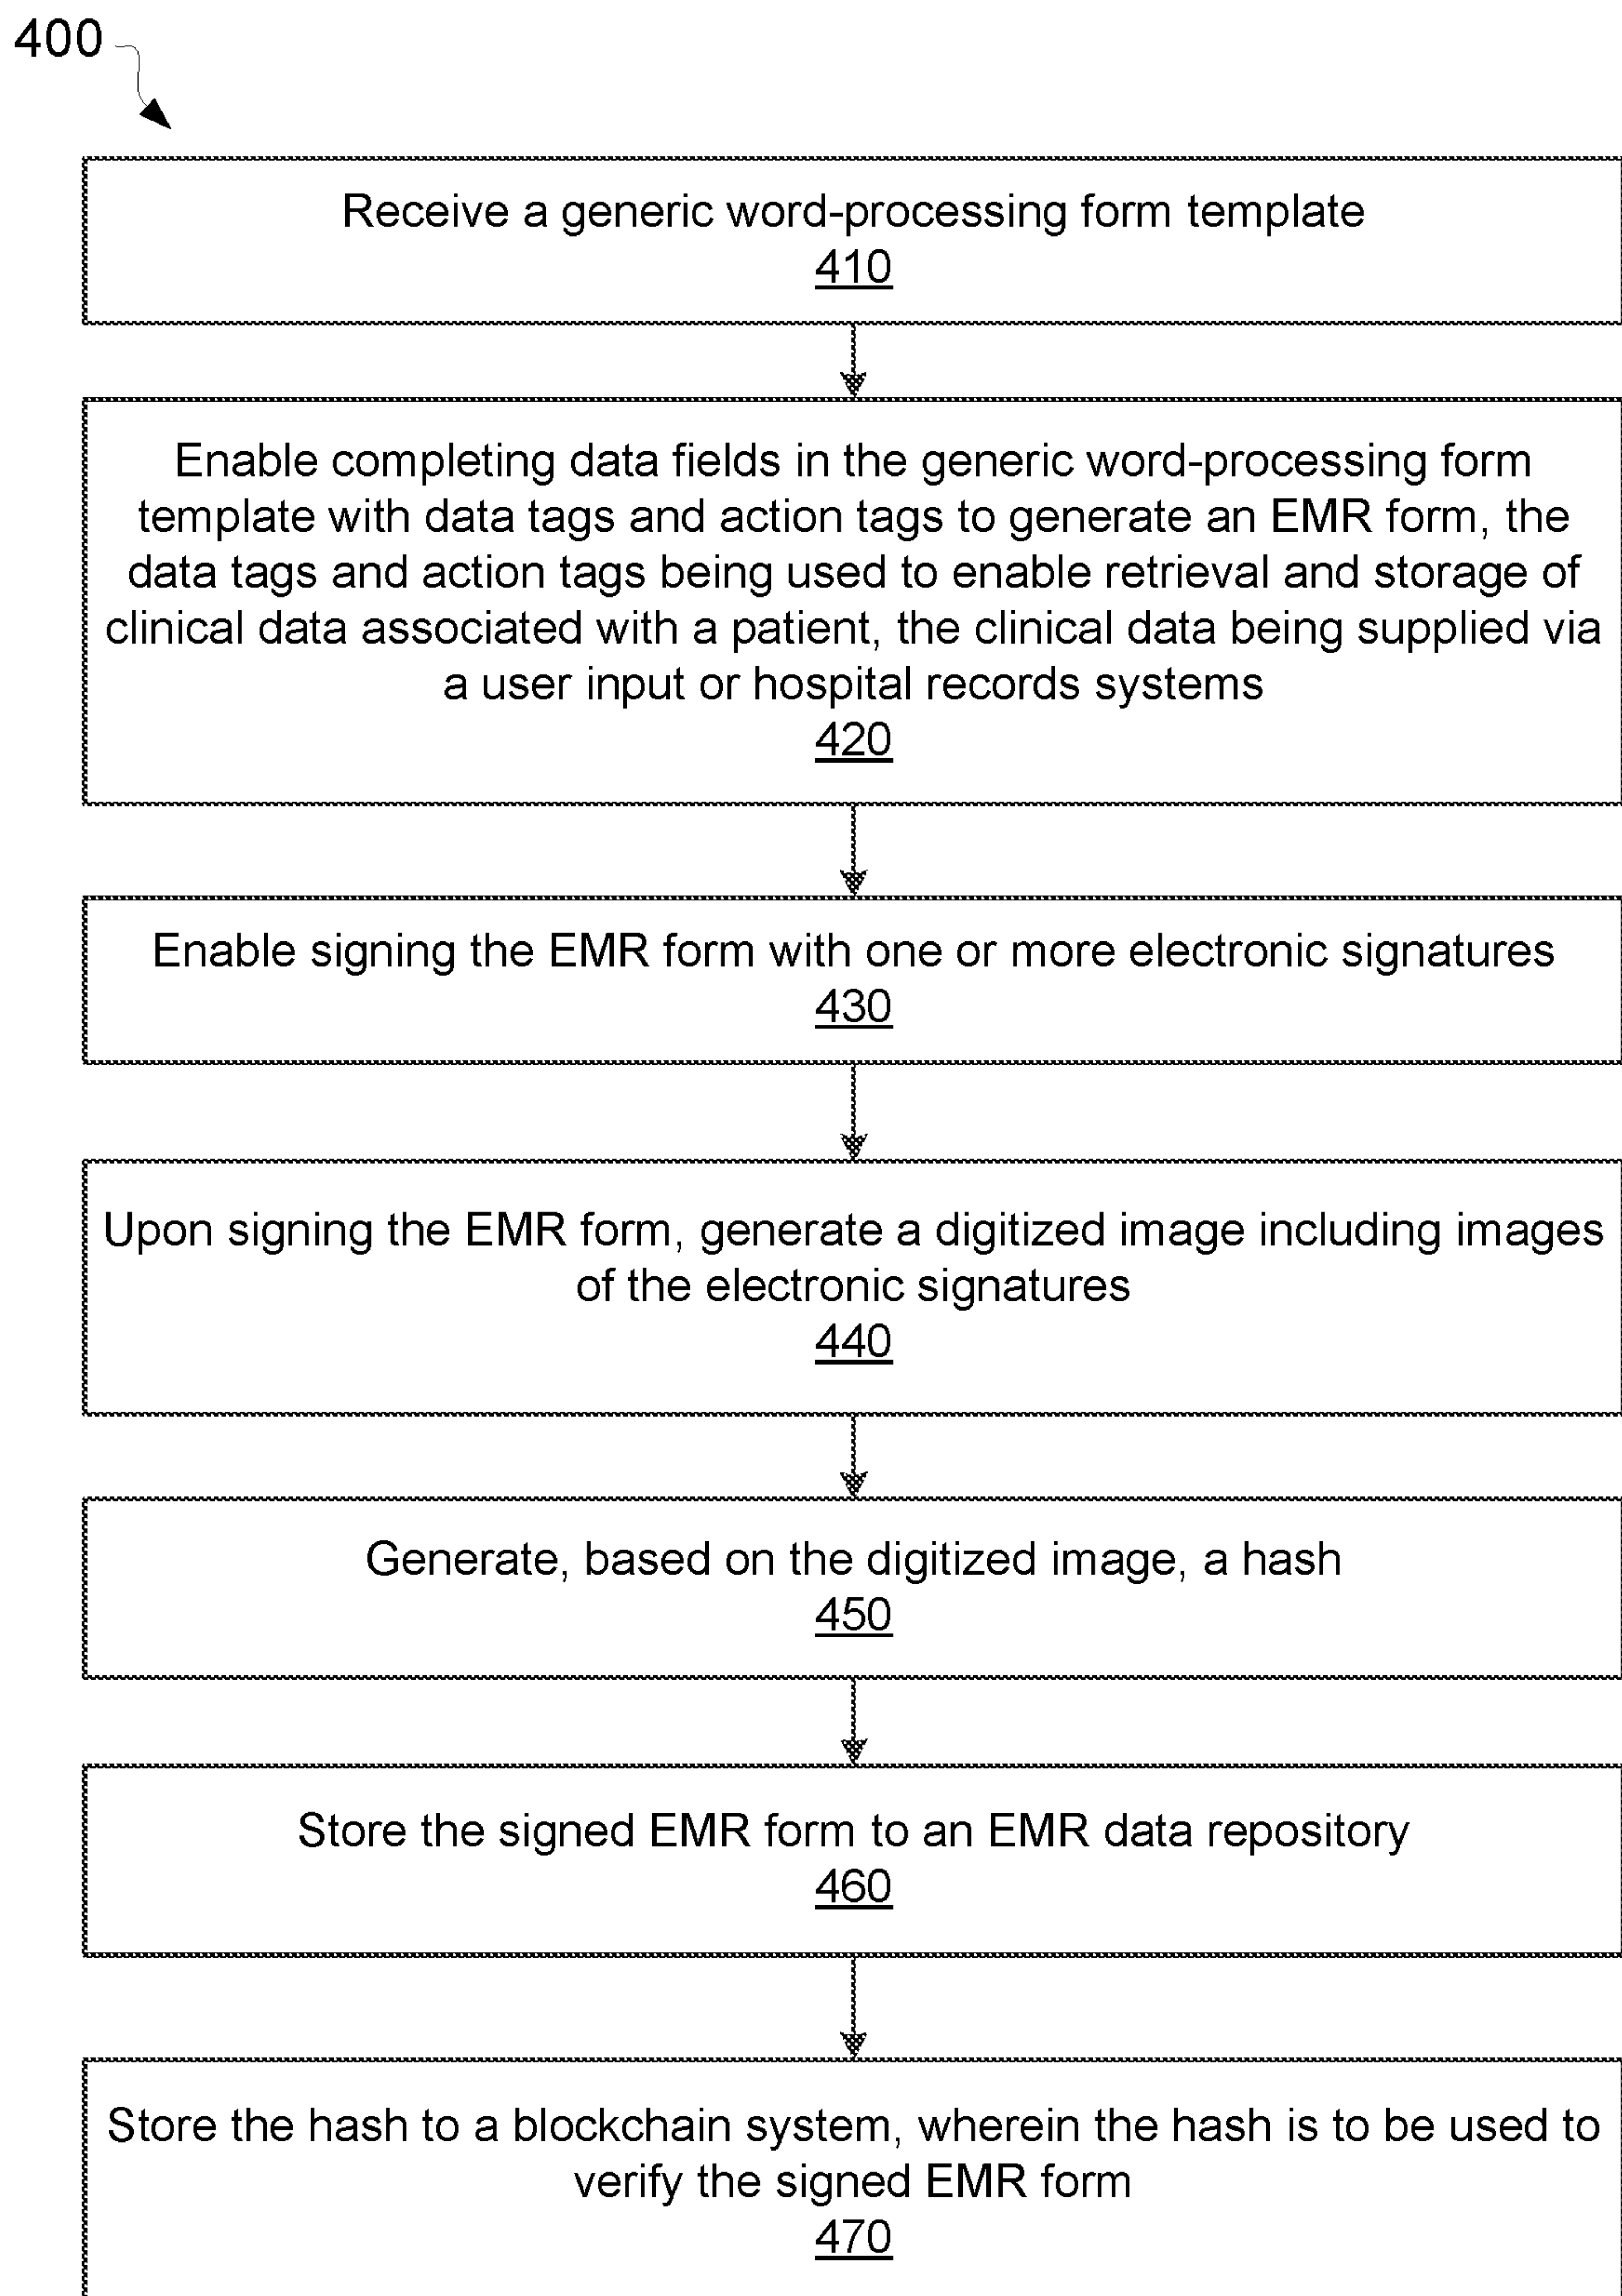 400
Receive a generic word-processing form template
410
Enable completing data fields in the generic word-processing form
template with data tags and action tags to generate an EMR form, the
data tags and action tags being used to enable retrieval and storage of
clinical data associated with a patient, the clinical data being supplied via
a user input or hospital records systems
420
Enable signing the EMR form with one or more electronic signatures
430
Upon signing the EMR form, generate a digitized image including images
of the electronic signatures
440
Generate, based on the digitized image, a hash
450
Store the signed EMR form to an EMR data repository
460
Store the hash to a blockchain system, wherein the hash is to be used to
verify the signed EMR form
470